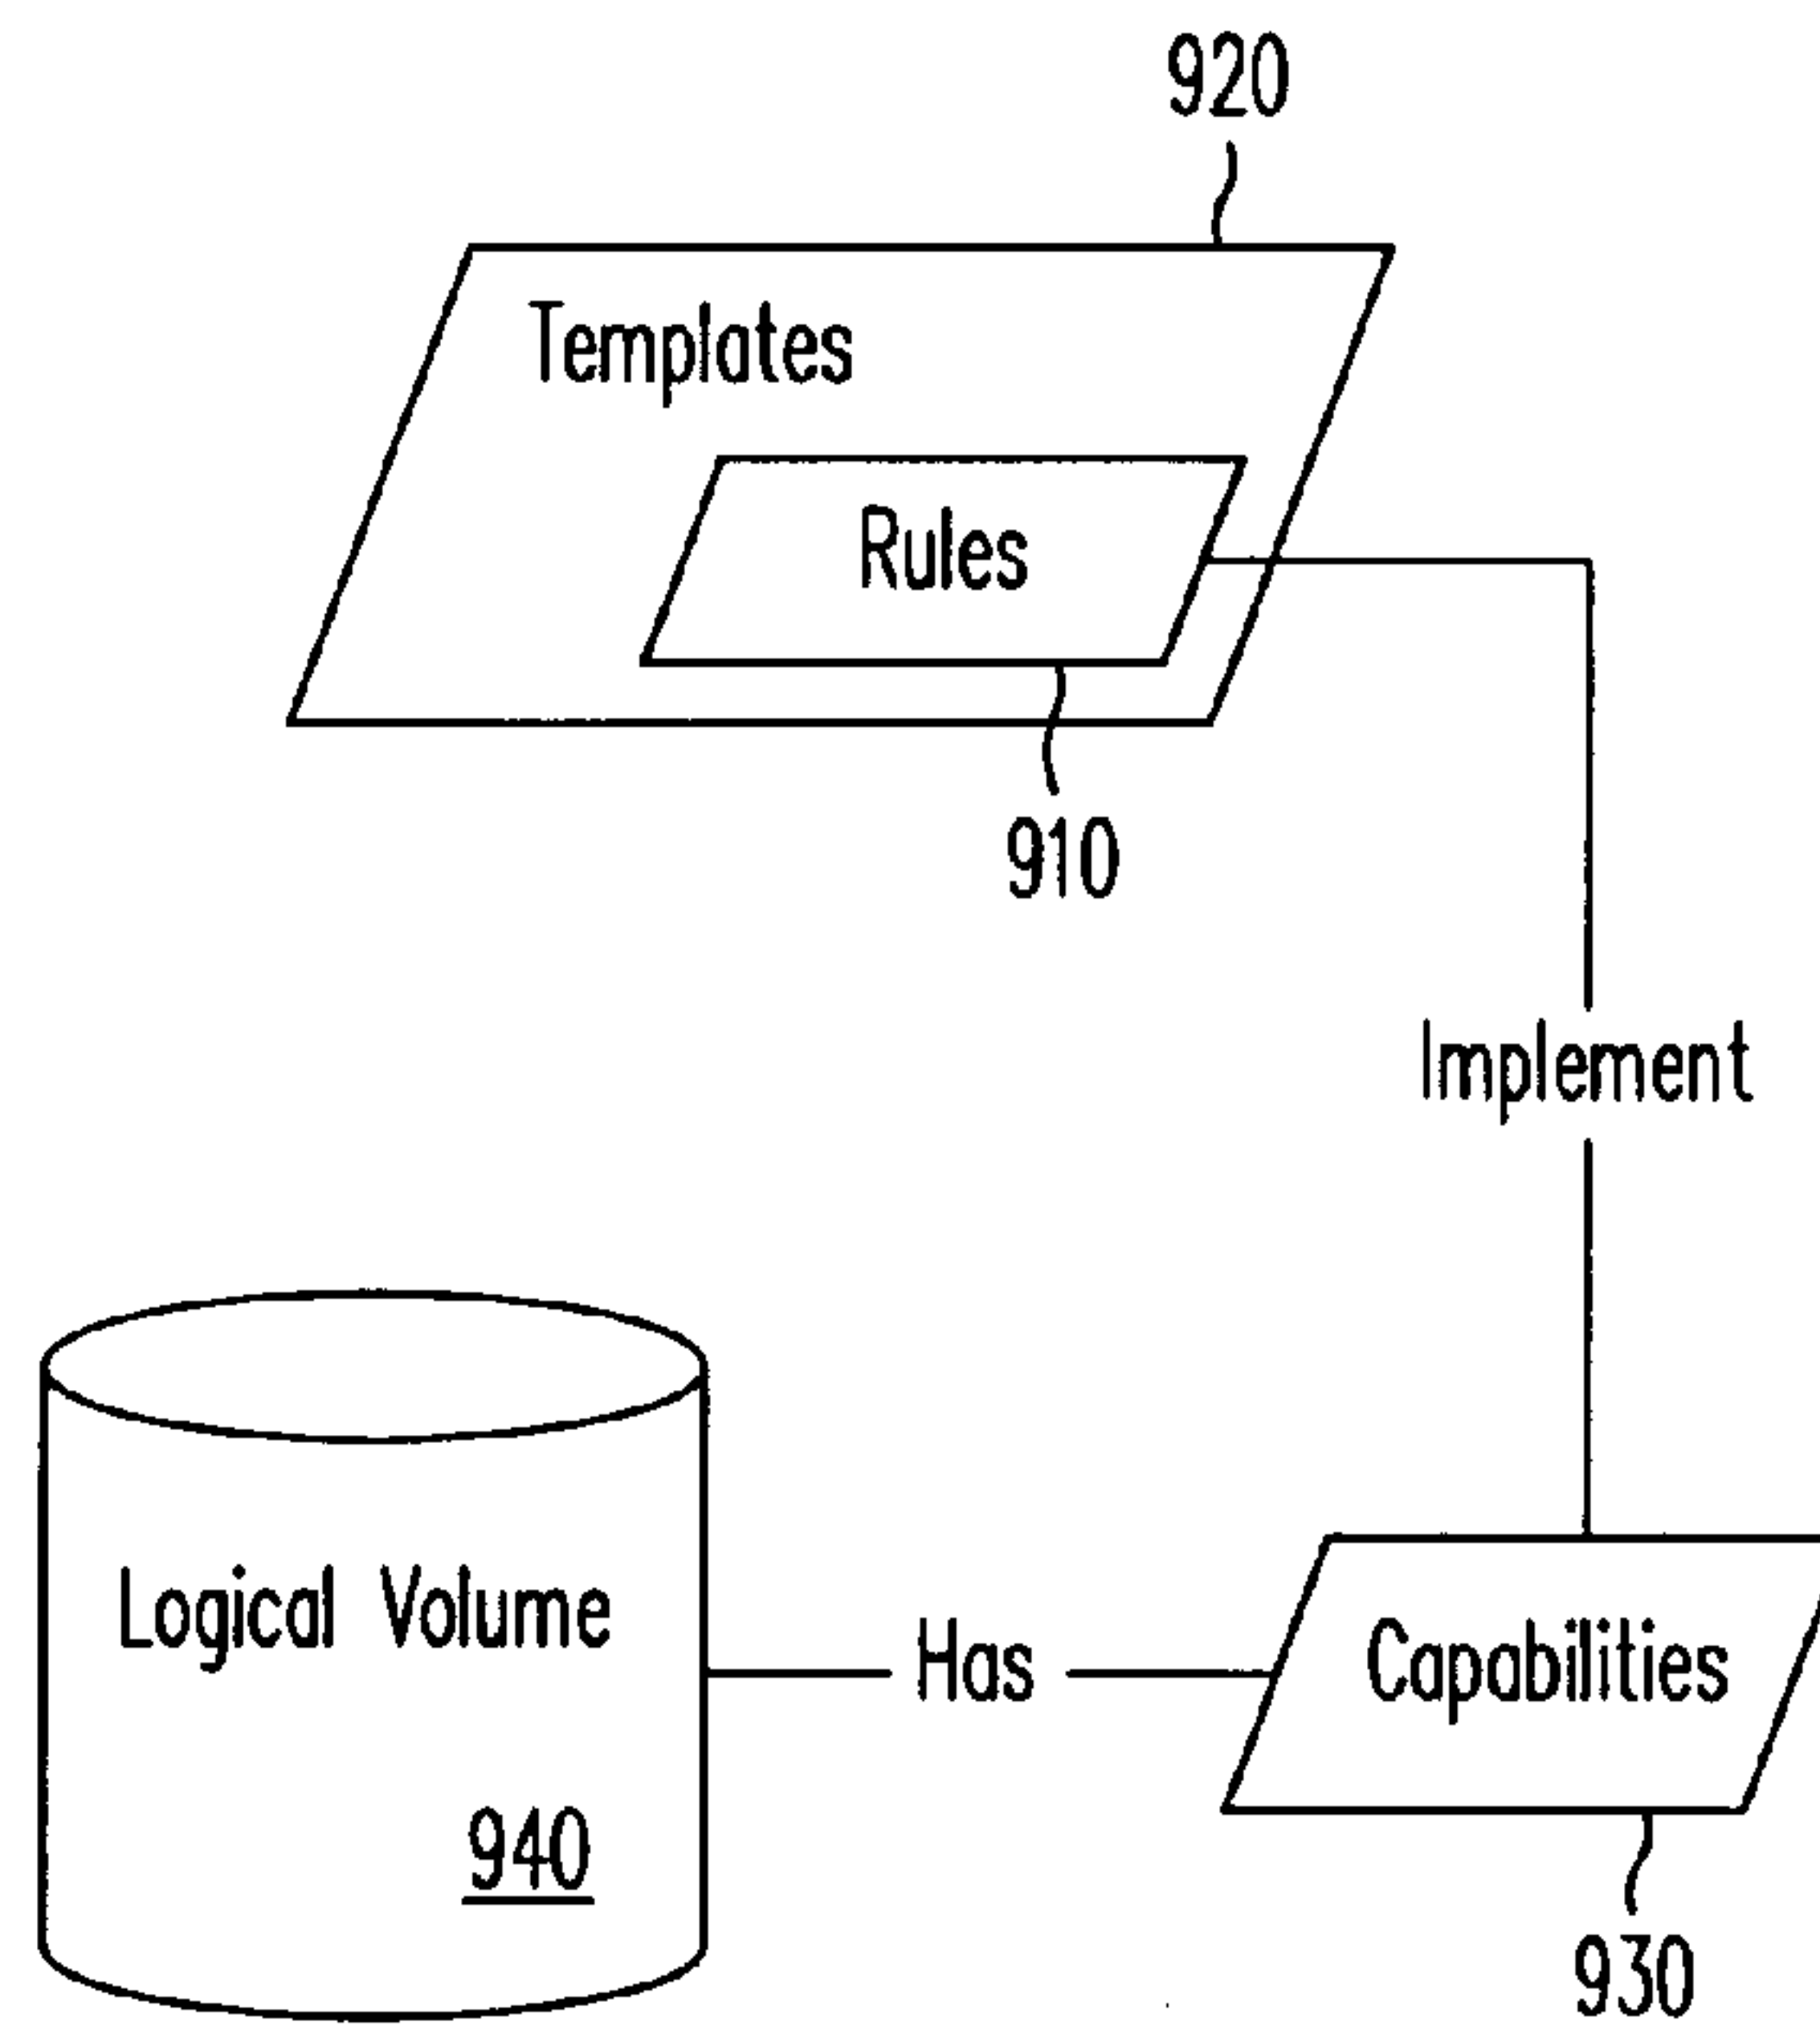 920
Templates
Rules
910
Implement
Logical Volume
Has
Capabilities
940
930